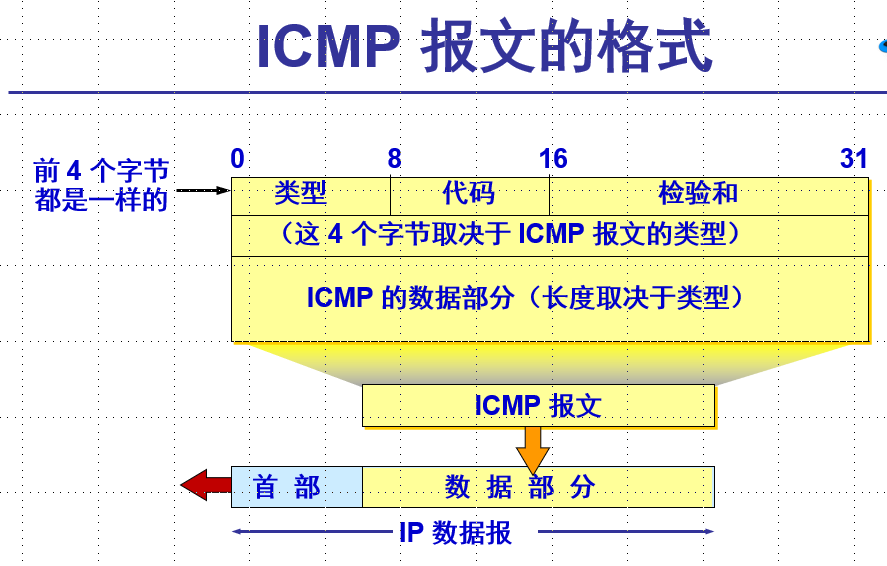 ICMP 报文的格式
前 4 个字节
都是一样的
0 8 16 31
类型 代码 检验和
（这 4 个字节取决于 ICMP 报文的类型）
ICMP 的数据部分（长度取决于类型）
ICMP 报文
首 部 数 据 部 分
IP 数据报